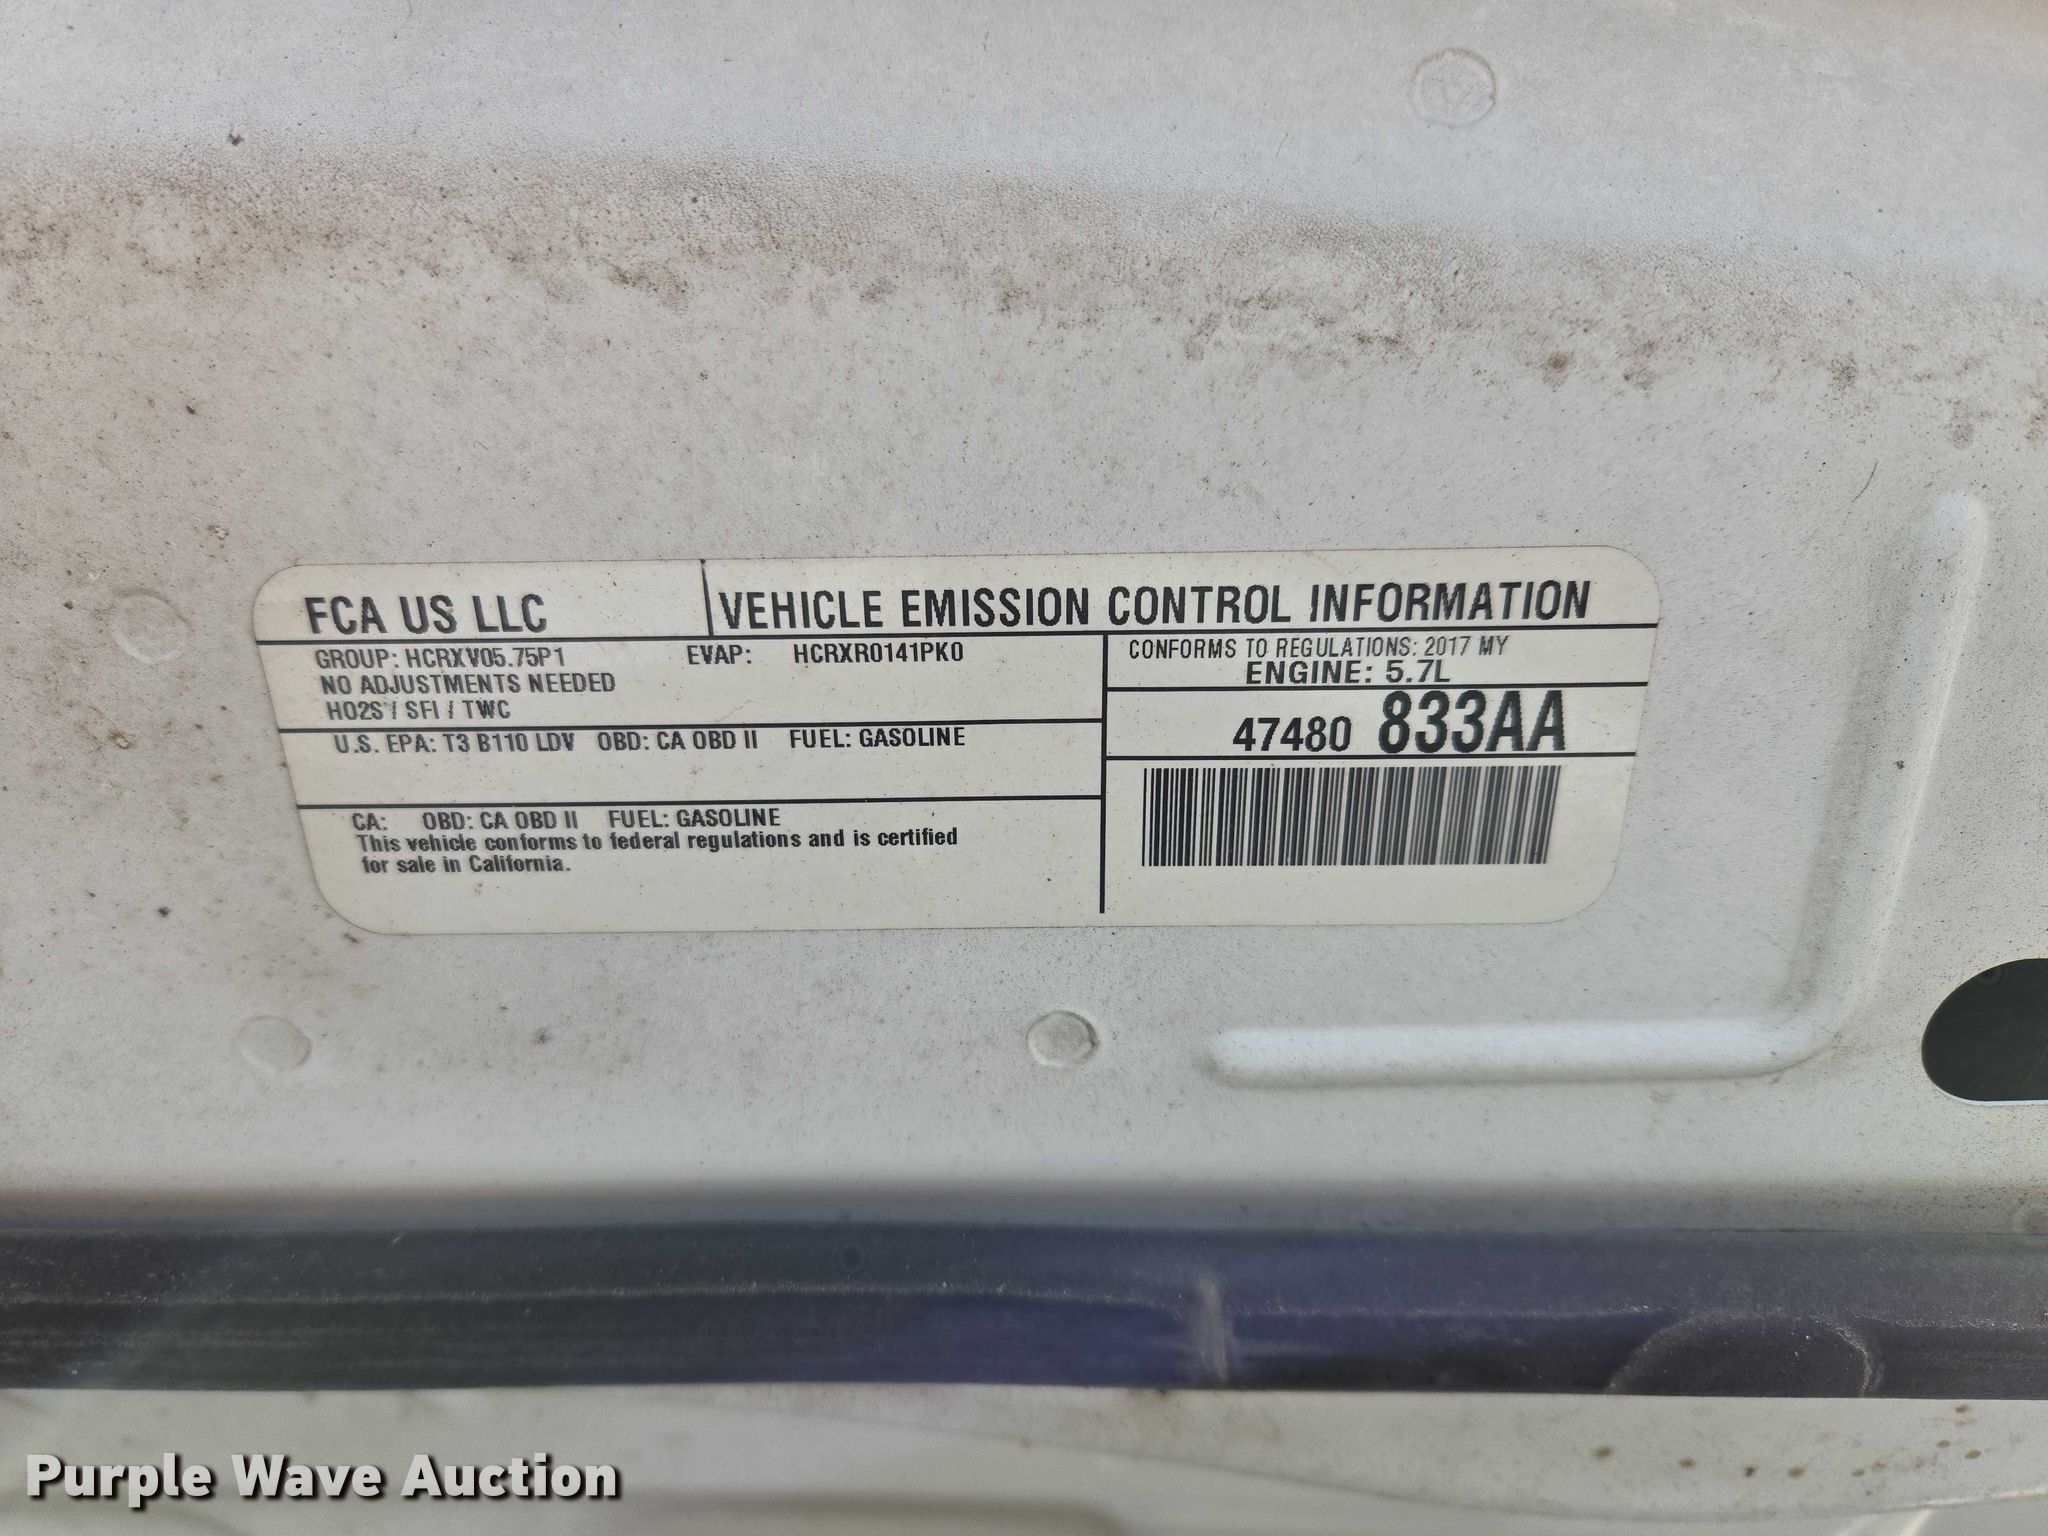 FCA US LLC
VEHICLE EMISSION CONTROL INFORMATION
GROUP: HCRXV05.75P1 EVAP: HCRXR0141PK0
NO ADJUSTMENTS NEEDED
HO2S / SFI / TWC
CONFORMS TO REGULATIONS: 2017 MY
ENGINE: 5.7L
47480 833AA
U.S. EPA: T3 B110 LDV OBD: CA OBD II FUEL: GASOLINE
CA: OBD: CA OBD II FUEL: GASOLINE
This vehicle conforms to federal regulations and is certified
for sale in California.
Purple Wave Auction